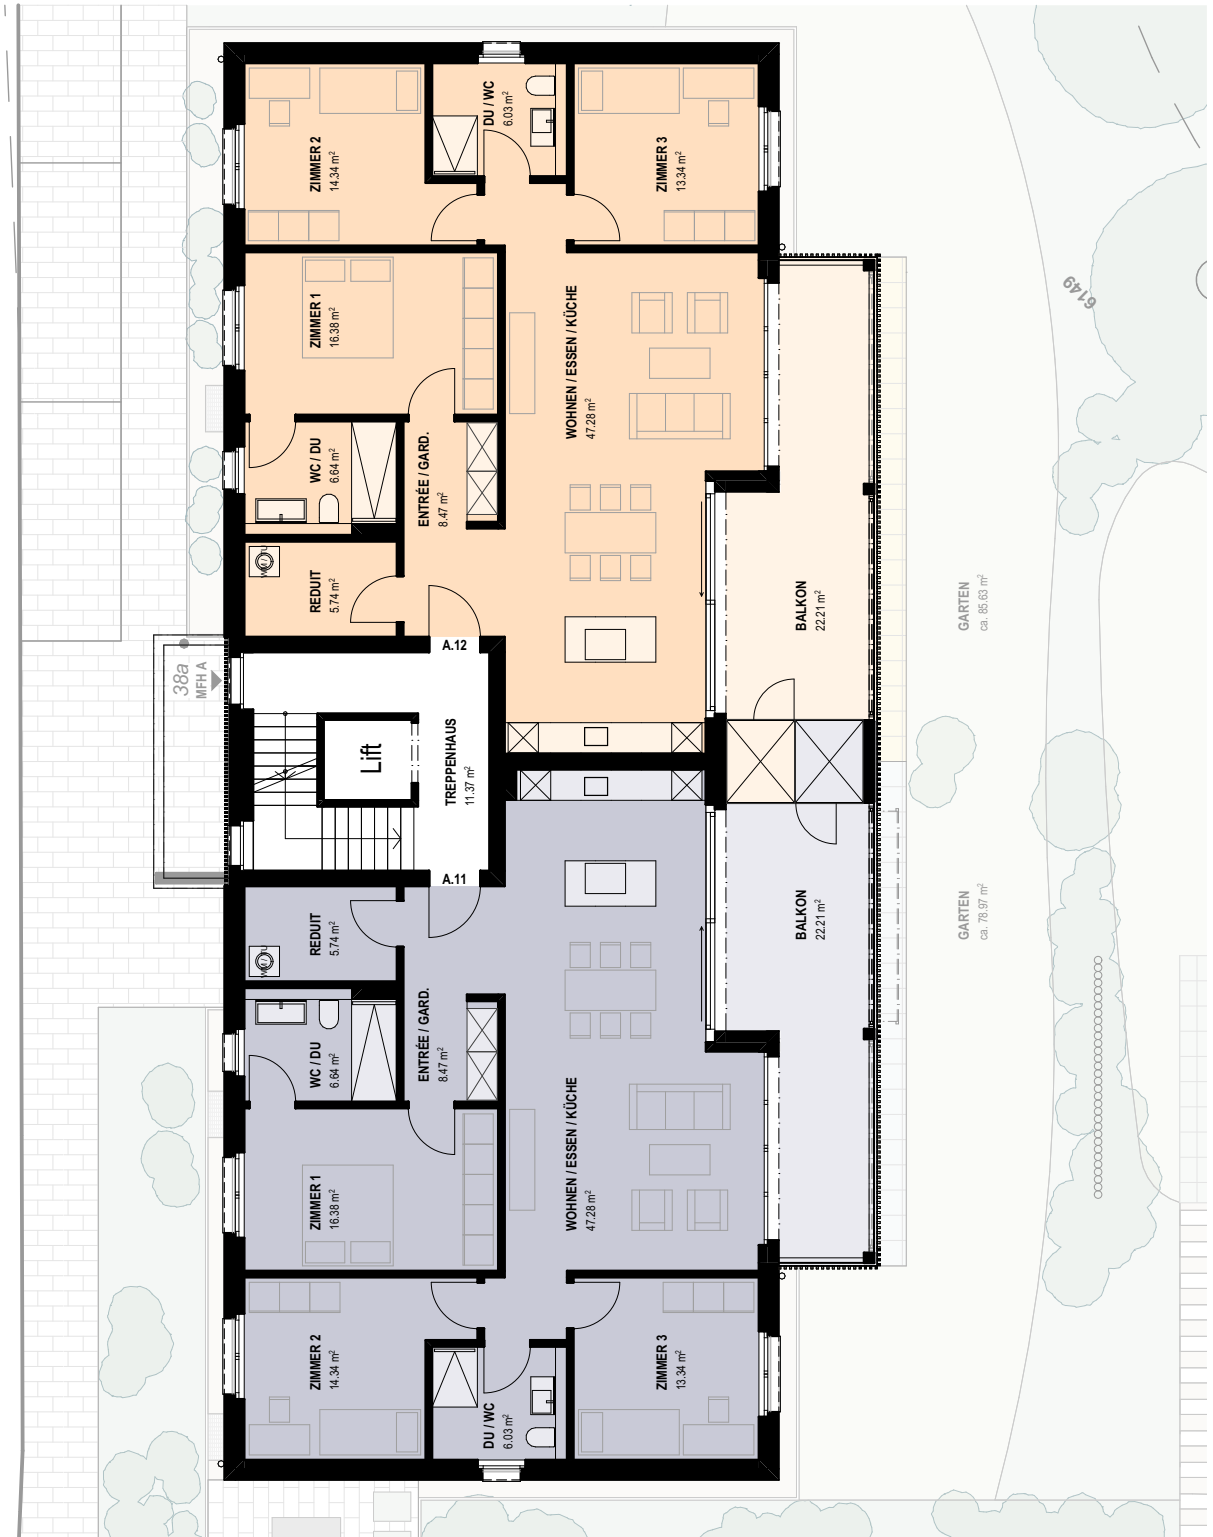 ZIMMER 2
14.34 m²
DU / WC
6.03 m²
ZIMMER 3
13.34 m²
ZIMMER 1
16.38 m²
WOHNEN / ESSEN / KÜCHE
47.28 m²
6149
WC / DU
6.64 m²
ENTRÉE / GARD.
8.47 m²
WM / TU
REDUIT
5.74 m²
BALKON
22.21 m²
GARTEN
ca. 85.63 m²
A.12
38a
MFH A
Lift
TREPPENHAUS
11.37 m²
A.11
REDUIT
5.74 m²
WM / TU
BALKON
22.21 m²
GARTEN
ca. 78.97 m²
WC / DU
6.64 m²
ENTRÉE / GARD.
8.47 m²
ZIMMER 1
16.38 m²
WOHNEN / ESSEN / KÜCHE
47.28 m²
ZIMMER 2
14.34 m²
DU / WC
6.03 m²
ZIMMER 3
13.34 m²